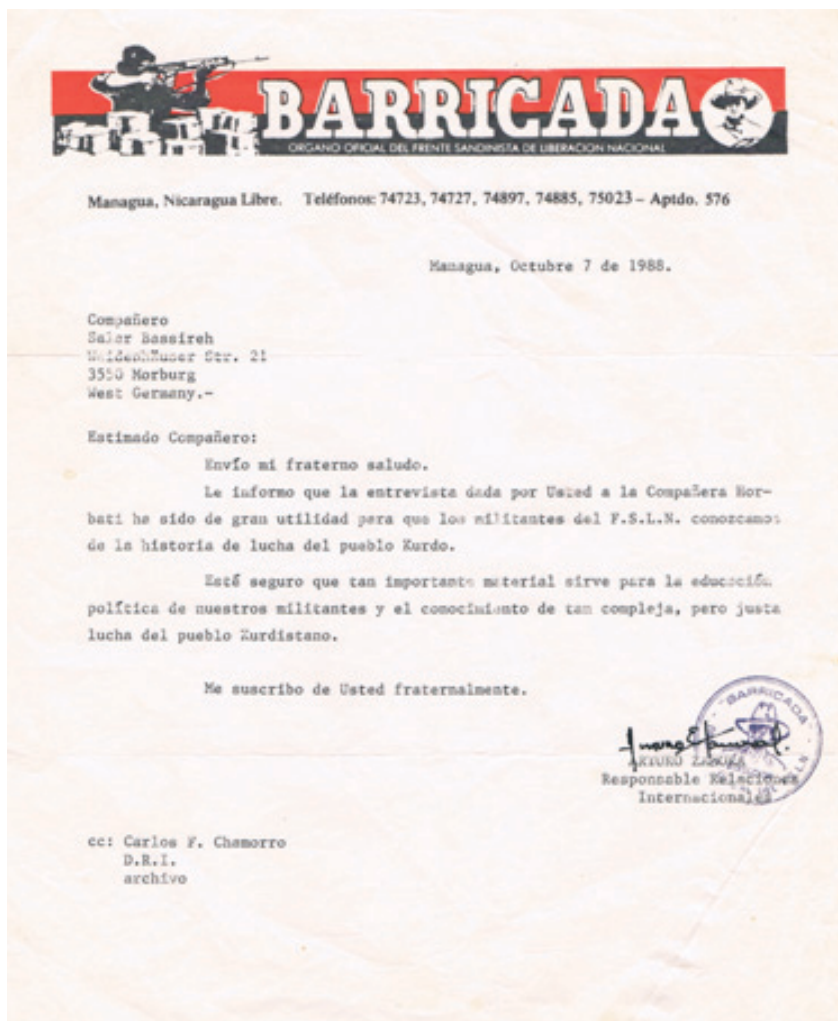 BARRICADA
ORGANO OFICIAL DEL FRENTE SANDINISTA DE LIBERACION NACIONAL
Managua, Nicaragua Libre. Teléfonos: 74723, 74727, 74897, 74885, 75023 – Aptdo. 576
Managua, Octubre 7 de 1988.
Compañero
Bassireh
Str. 21
3550 Morburg
West Germany.-
Estimado Compañero:
Envío mi fraterno saludo.
Le informo que la entrevista dada por Usted a la Compañera Hor-
bati ha sido de gran utilidad para que los militantes del F.S.L.N. conozcamos
de la historia de lucha del pueblo Kurdo.
Esté seguro que tan importante material sirve para la educación
política de nuestros militantes y el conocimiento de tan compleja, pero justa
lucha del pueblo Kurdistano.
Me suscribo de Usted fraternalmente.
BARRICADA
ARTURO ZAMORA
Responsable Relaciones
Internacionales
cc: Carlos F. Chamorro
D.R.I.
archivo